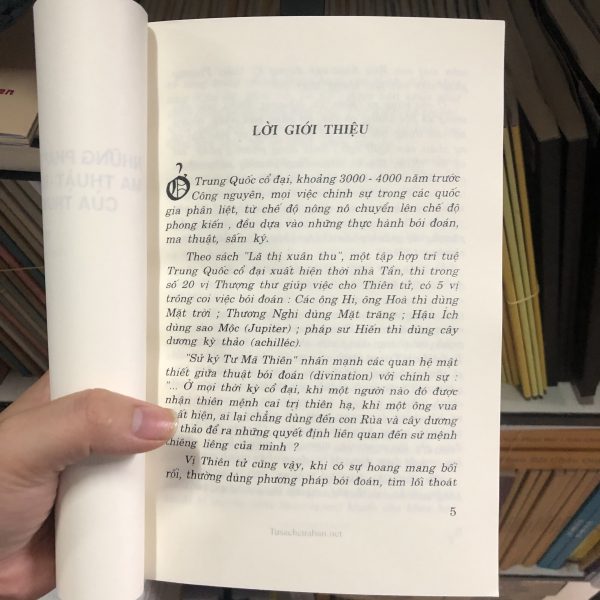 LỜI GIỚI THIỆU
Ở Trung Quốc cổ đại, khoảng 3000 - 4000 năm trước
Công nguyên, mọi việc chính sự trong các quốc
gia phân liệt, từ chế độ nông nô chuyển lên chế độ
phong kiến , đều dựa vào những thực hành bói đoán,
ma thuật, sấm ký.
Theo sách "Lã thị xuân thu", một tập hợp trí tuệ
Trung Quốc cổ đại xuất hiện thời nhà Tần, thì trong
số 20 vị Thượng thư giúp việc cho Thiên tử, có 5 vị
trông coi việc bói đoán : Các ông Hi, ông Hoà thì dùng
Mặt trời ; Thường Nghi dùng Mặt trăng ; Hậu Ích
dùng sao Mộc (Jupiter) ; pháp sư Hiến thì dùng cây
dương kỳ thảo (achilléc).
"Sử ký Tư Mã Thiên" nhấn mạnh các quan hệ mật
thiết giữa thuật bói đoán (divination) với chính sự :
"... Ở mọi thời kỳ cổ đại, khi một người nào đó được
nhận thiên mệnh cai trị thiên hạ, khi một ông vua
xuất hiện, ai lại chẳng dùng đến con Rùa và cây dương
thảo để ra những quyết định liên quan đến sứ mệnh
thiêng liêng của mình ?
Vị Thiên tử cũng vậy, khi có sự hoang mang bối
rối, thường dùng phương pháp bói đoán, tìm lối thoát
5
Tusachcuaban.net